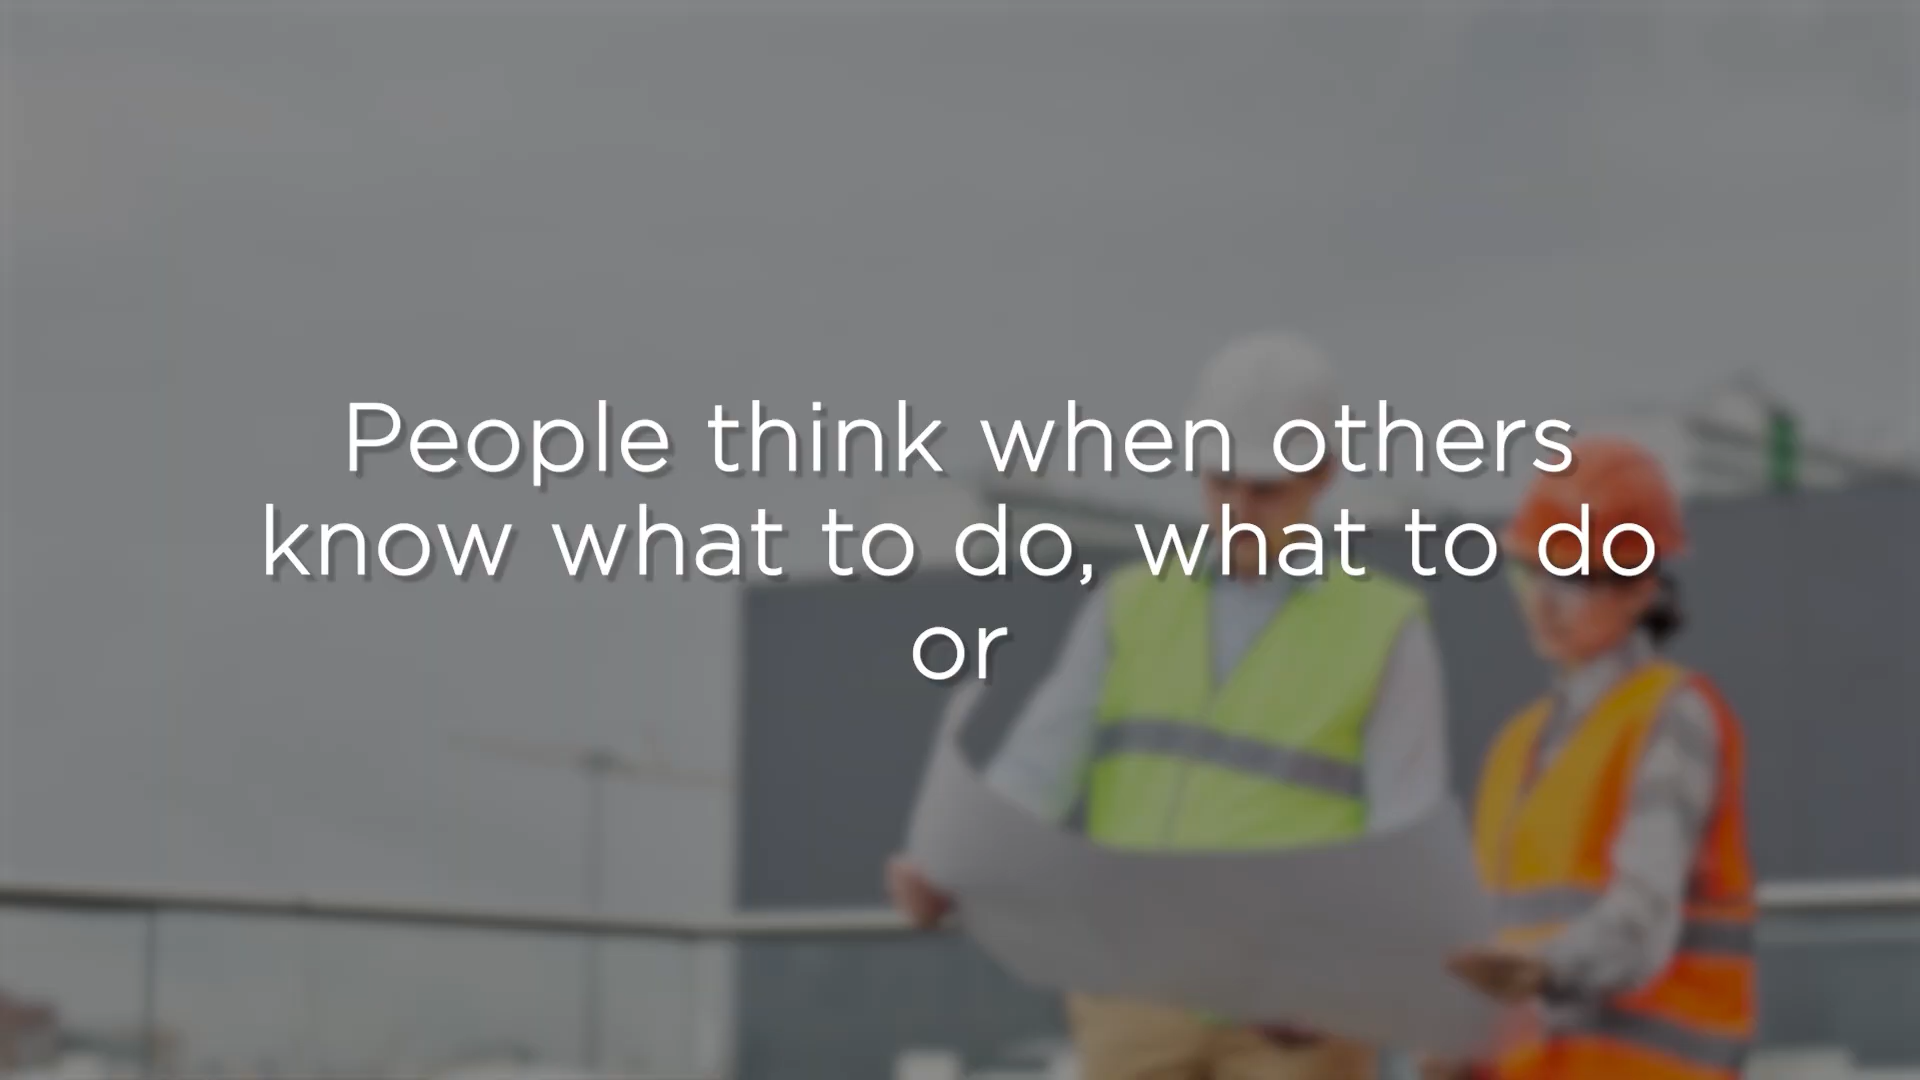 People think when others
know what to do, what to do
or